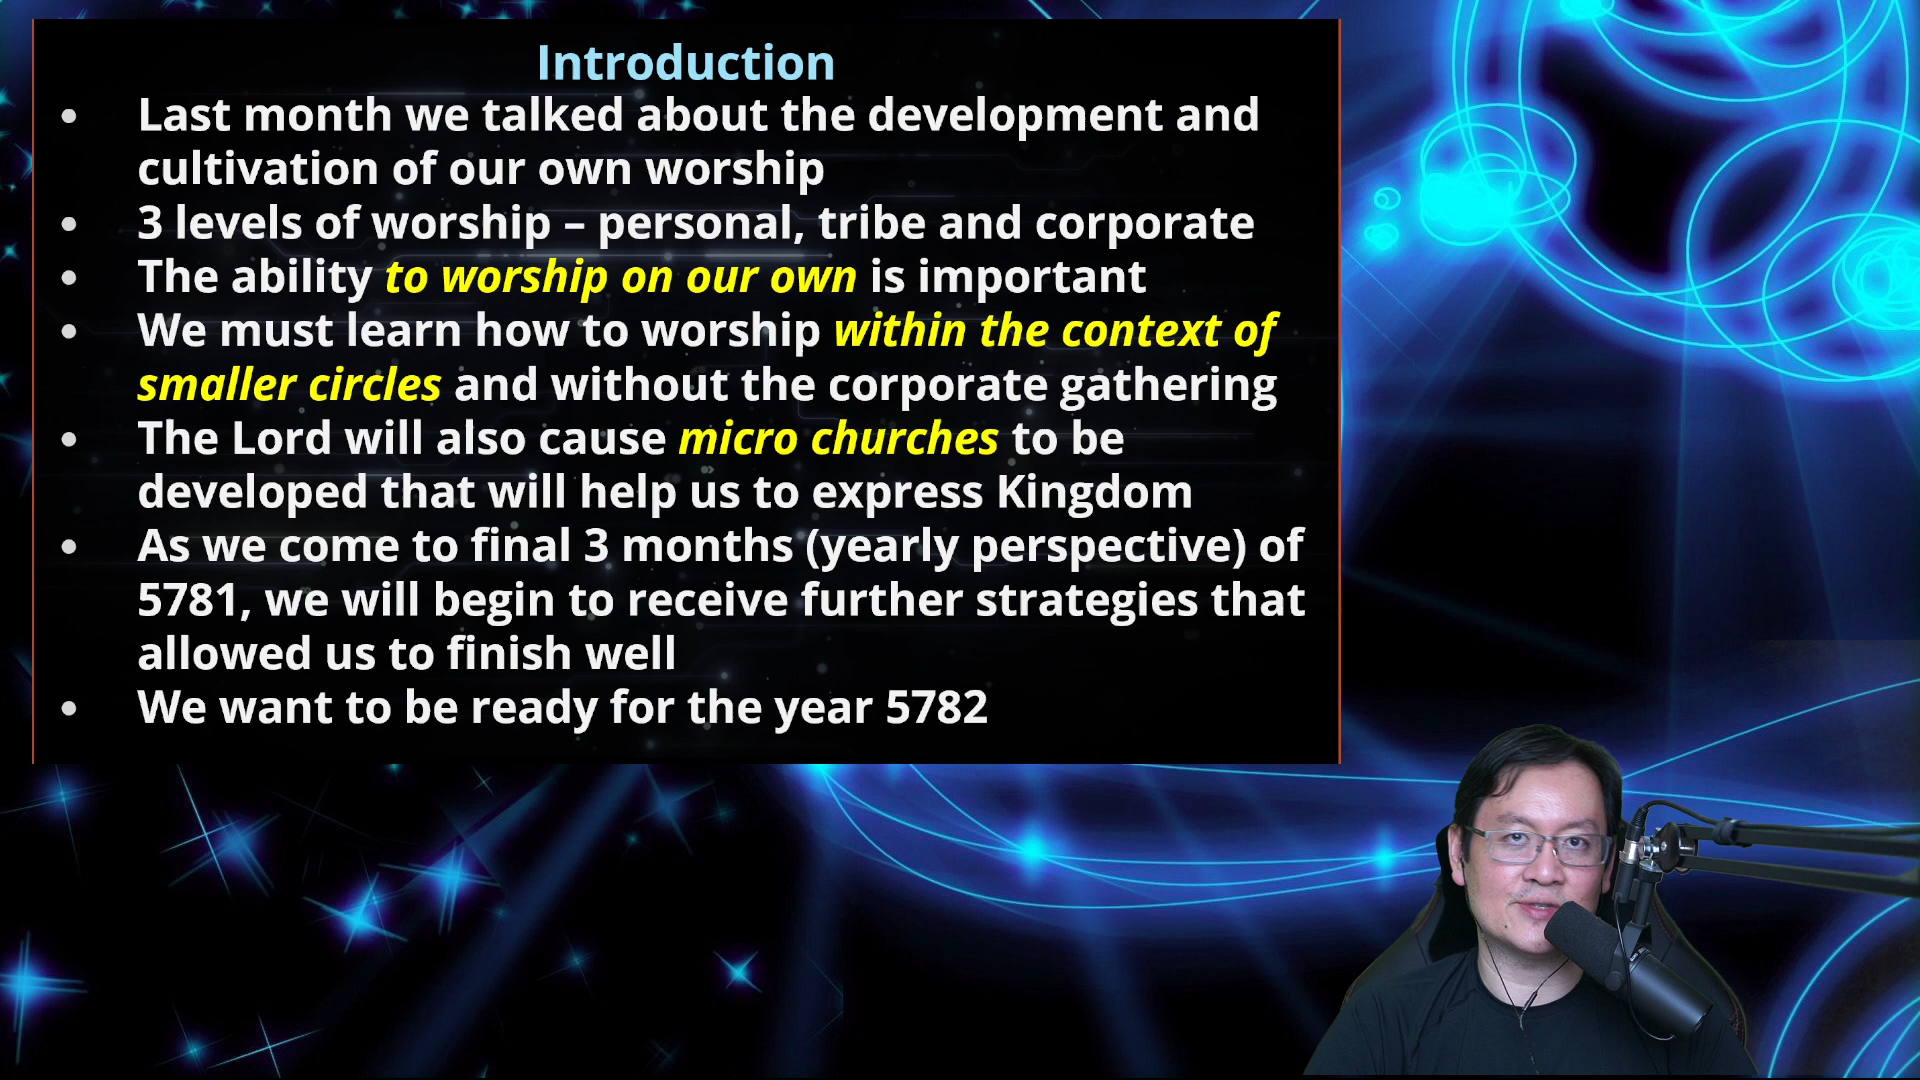 Introduction
• Last month we talked about the development and
cultivation of our own worship
• 3 levels of worship – personal, tribe and corporate
• The ability to worship on our own is important
• We must learn how to worship within the context of
smaller circles and without the corporate gathering
• The Lord will also cause micro churches to be
developed that will help us to express Kingdom
• As we come to final 3 months (yearly perspective) of
5781, we will begin to receive further strategies that
allowed us to finish well
• We want to be ready for the year 5782